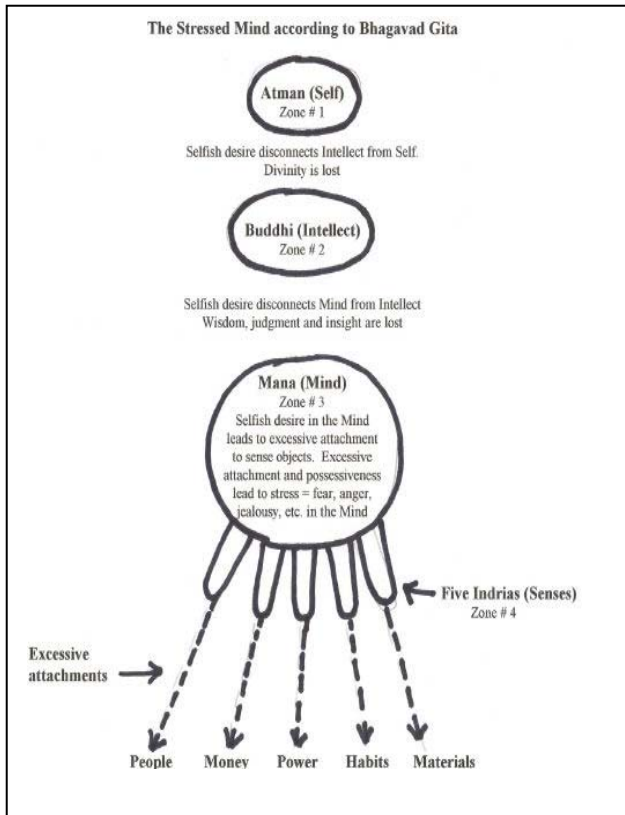 The Stressed Mind according to Bhagavad Gita
Atman (Self)
Zone # 1
Selfish desire disconnects Intellect from Self.
Divinity is lost
Buddhi (Intellect)
Zone # 2
Selfish desire disconnects Mind from Intellect
Wisdom, judgment and insight are lost
Mana (Mind)
Zone # 3
Selfish desire in the Mind
leads to excessive attachment
to sense objects. Excessive
attachment and possessiveness
lead to stress = fear, anger,
jealousy, etc. in the Mind
Five Indrias (Senses)
Zone # 4
Excessive
attachments
People Money Power Habits Materials